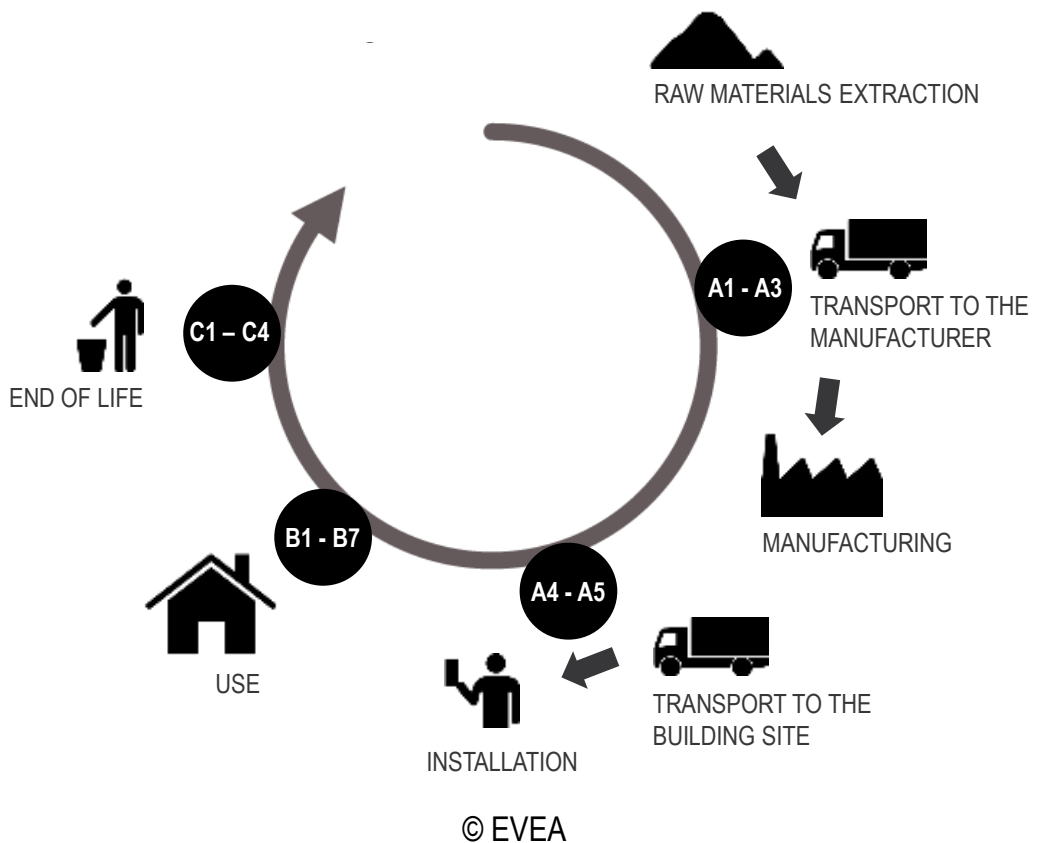 RAW MATERIALS EXTRACTION
A1 - A3
TRANSPORT TO THE
MANUFACTURER
MANUFACTURING
A4 - A5
TRANSPORT TO THE
BUILDING SITE
INSTALLATION
B1 - B7
USE
C1 – C4
END OF LIFE
© EVEA